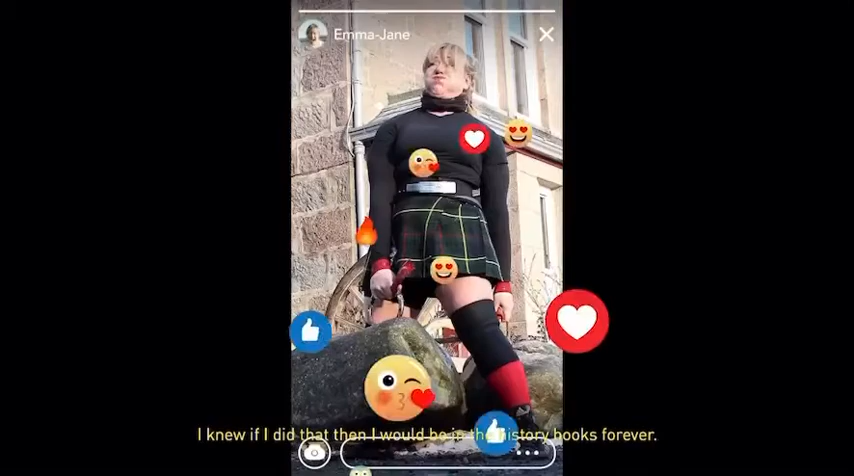 Emma-Jane
I knew if I did that then I would be in the history books forever.